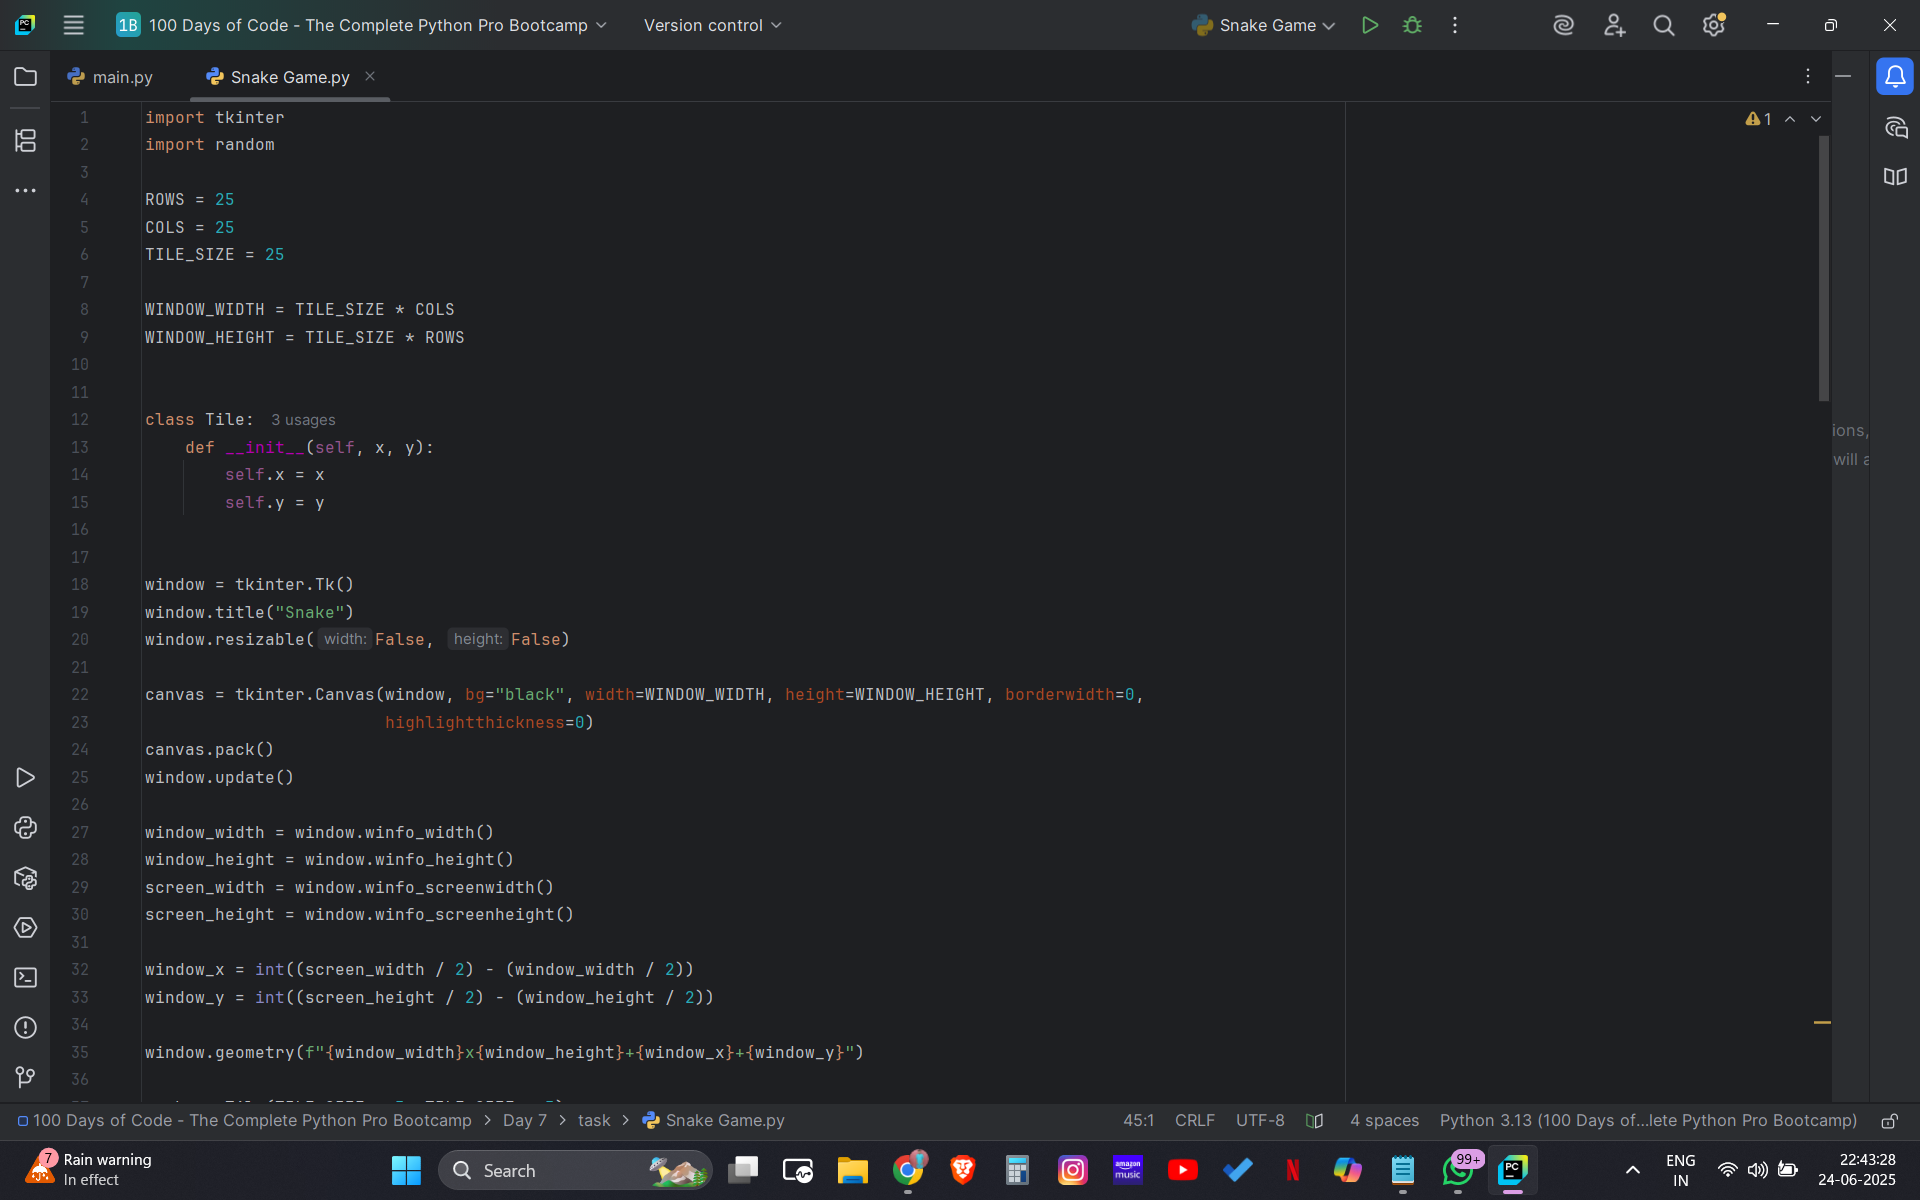 1B 100 Days of Code - The Complete Python Pro Bootcamp Version control Snake Game
main.py Snake Game.py
1 import tkinter
2 import random
3
4 ROWS = 25
5 COLS = 25
6 TILE_SIZE = 25
7
8 WINDOW_WIDTH = TILE_SIZE * COLS
9 WINDOW_HEIGHT = TILE_SIZE * ROWS
10
11
12 class Tile: 3 usages
13 def __init__(self, x, y):
14 self.x = x
15 self.y = y
16
17
18 window = tkinter.Tk()
19 window.title("Snake")
20 window.resizable( width: False, height: False)
21
22 canvas = tkinter.Canvas(window, bg="black", width=WINDOW_WIDTH, height=WINDOW_HEIGHT, borderwidth=0,
23 highlightthickness=0)
24 canvas.pack()
25 window.update()
26
27 window_width = window.winfo_width()
28 window_height = window.winfo_height()
29 screen_width = window.winfo_screenwidth()
30 screen_height = window.winfo_screenheight()
31
32 window_x = int((screen_width / 2) - (window_width / 2))
33 window_y = int((screen_height / 2) - (window_height / 2))
34
35 window.geometry(f"{window_width}x{window_height}+{window_x}+{window_y}")
36
1
ions,
will a
100 Days of Code - The Complete Python Pro Bootcamp > Day 7 > task > Snake Game.py 45:1 CRLF UTF-8 4 spaces Python 3.13 (100 Days of...lete Python Pro Bootcamp)
7 Rain warning
In effect
Search
amazon music
N
99+
PC
ENG
IN
22:43:28
24-06-2025